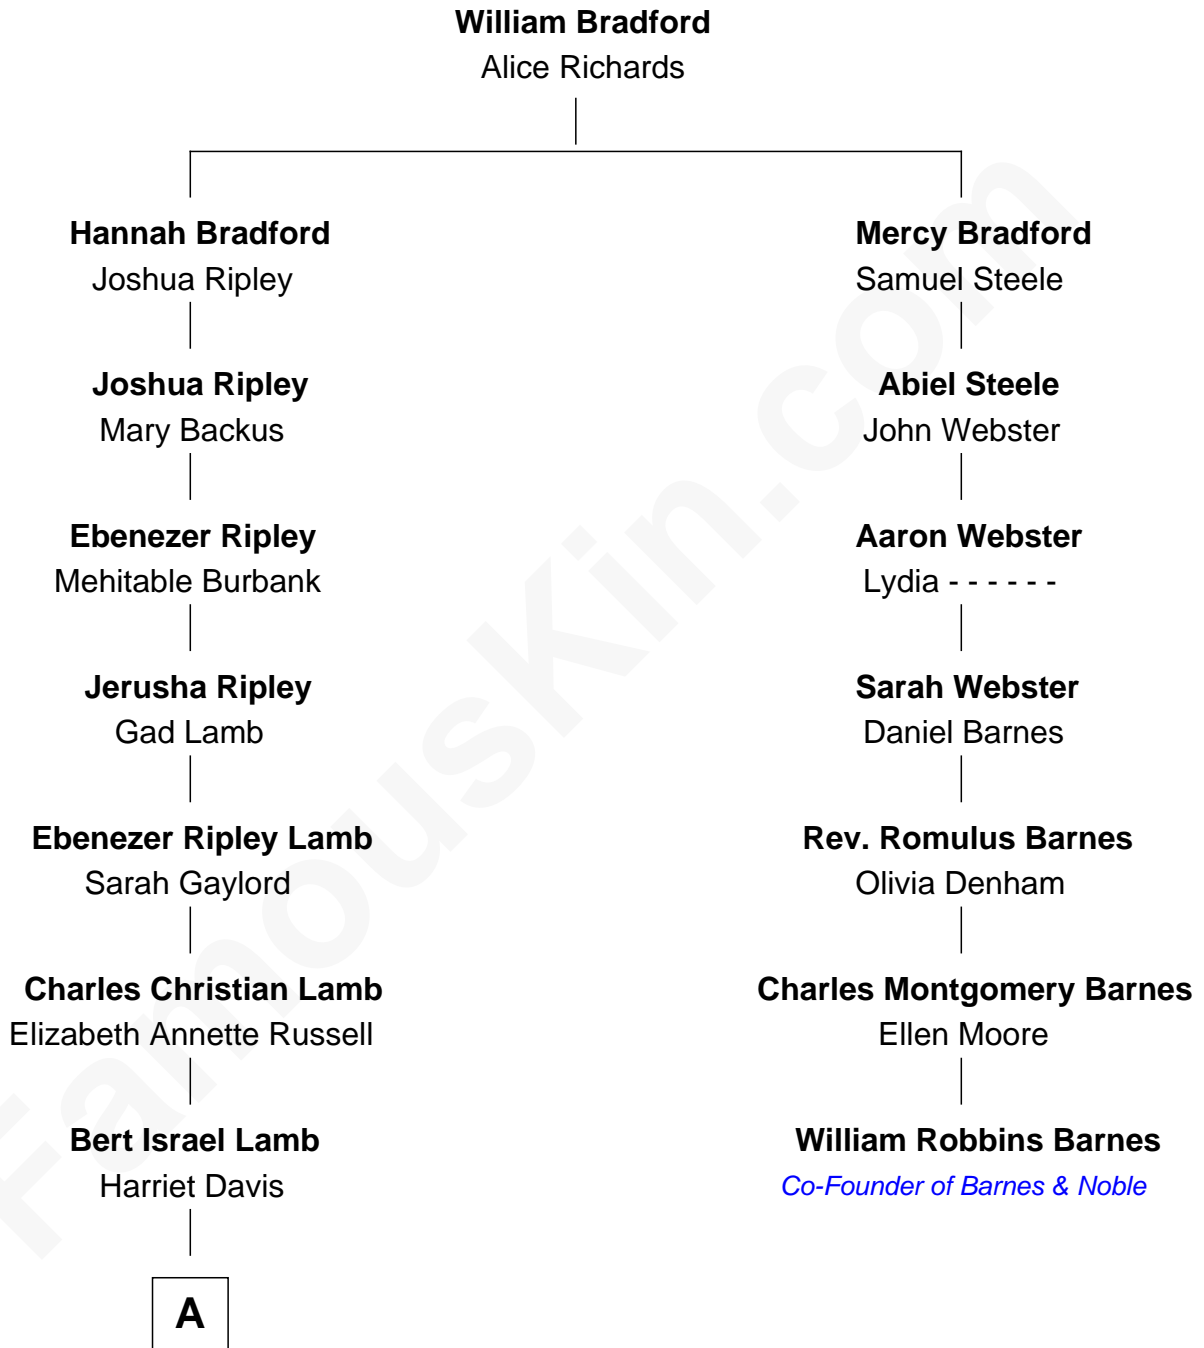 William Bradford
Alice Richards
Hannah Bradford
Joshua Ripley
Mercy Bradford
Samuel Steele
Joshua Ripley
Mary Backus
Abiel Steele
John Webster
Ebenezer Ripley
Mehitable Burbank
Aaron Webster
Lydia - - - - - -
Jerusha Ripley
Gad Lamb
Sarah Webster
Daniel Barnes
Ebenezer Ripley Lamb
Sarah Gaylord
Rev. Romulus Barnes
Olivia Denham
Charles Christian Lamb
Elizabeth Annette Russell
Charles Montgomery Barnes
Ellen Moore
Bert Israel Lamb
Harriet Davis
William Robbins Barnes
Co-Founder of Barnes & Noble
A
FamousKin.com